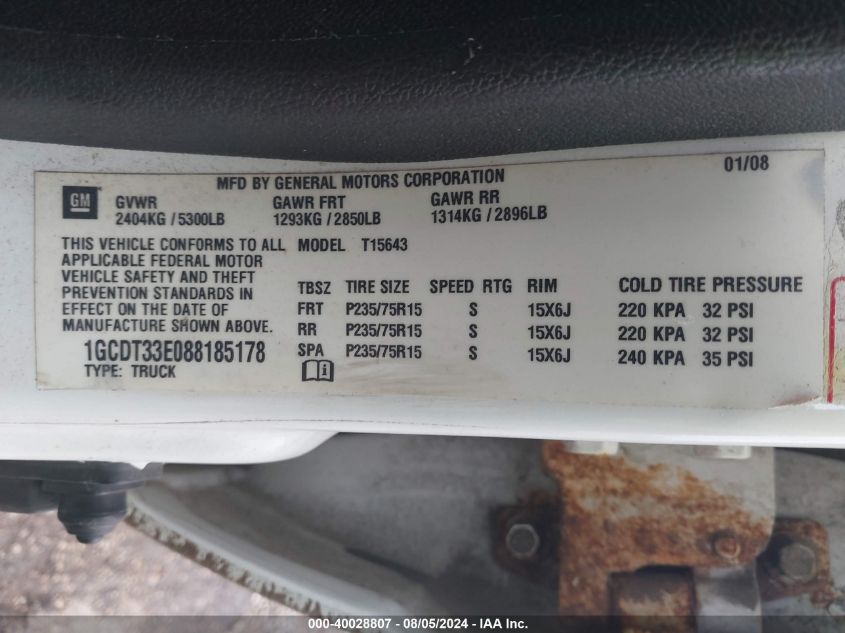 01/08
MFD BY GENERAL MOTORS CORPORATION
GM
GVWR GAWR FRT GAWR RR
2404KG / 5300LB 1293KG / 2850LB 1314KG / 2896LB
THIS VEHICLE CONFORMS TO ALL MODEL T15643
APPLICABLE FEDERAL MOTOR
VEHICLE SAFETY AND THEFT
PREVENTION STANDARDS IN
EFFECT ON THE DATE OF
MANUFACTURE SHOWN ABOVE.
1GCDT33E088185178
TYPE: TRUCK
TBSZ TIRE SIZE SPEED RTG RIM COLD TIRE PRESSURE
FRT P235/75R15 S 15X6J 220 KPA 32 PSI
RR P235/75R15 S 15X6J 220 KPA 32 PSI
SPA P235/75R15 S 15X6J 240 KPA 35 PSI
i
000-40028807 - 08/05/2024 - IAA Inc.